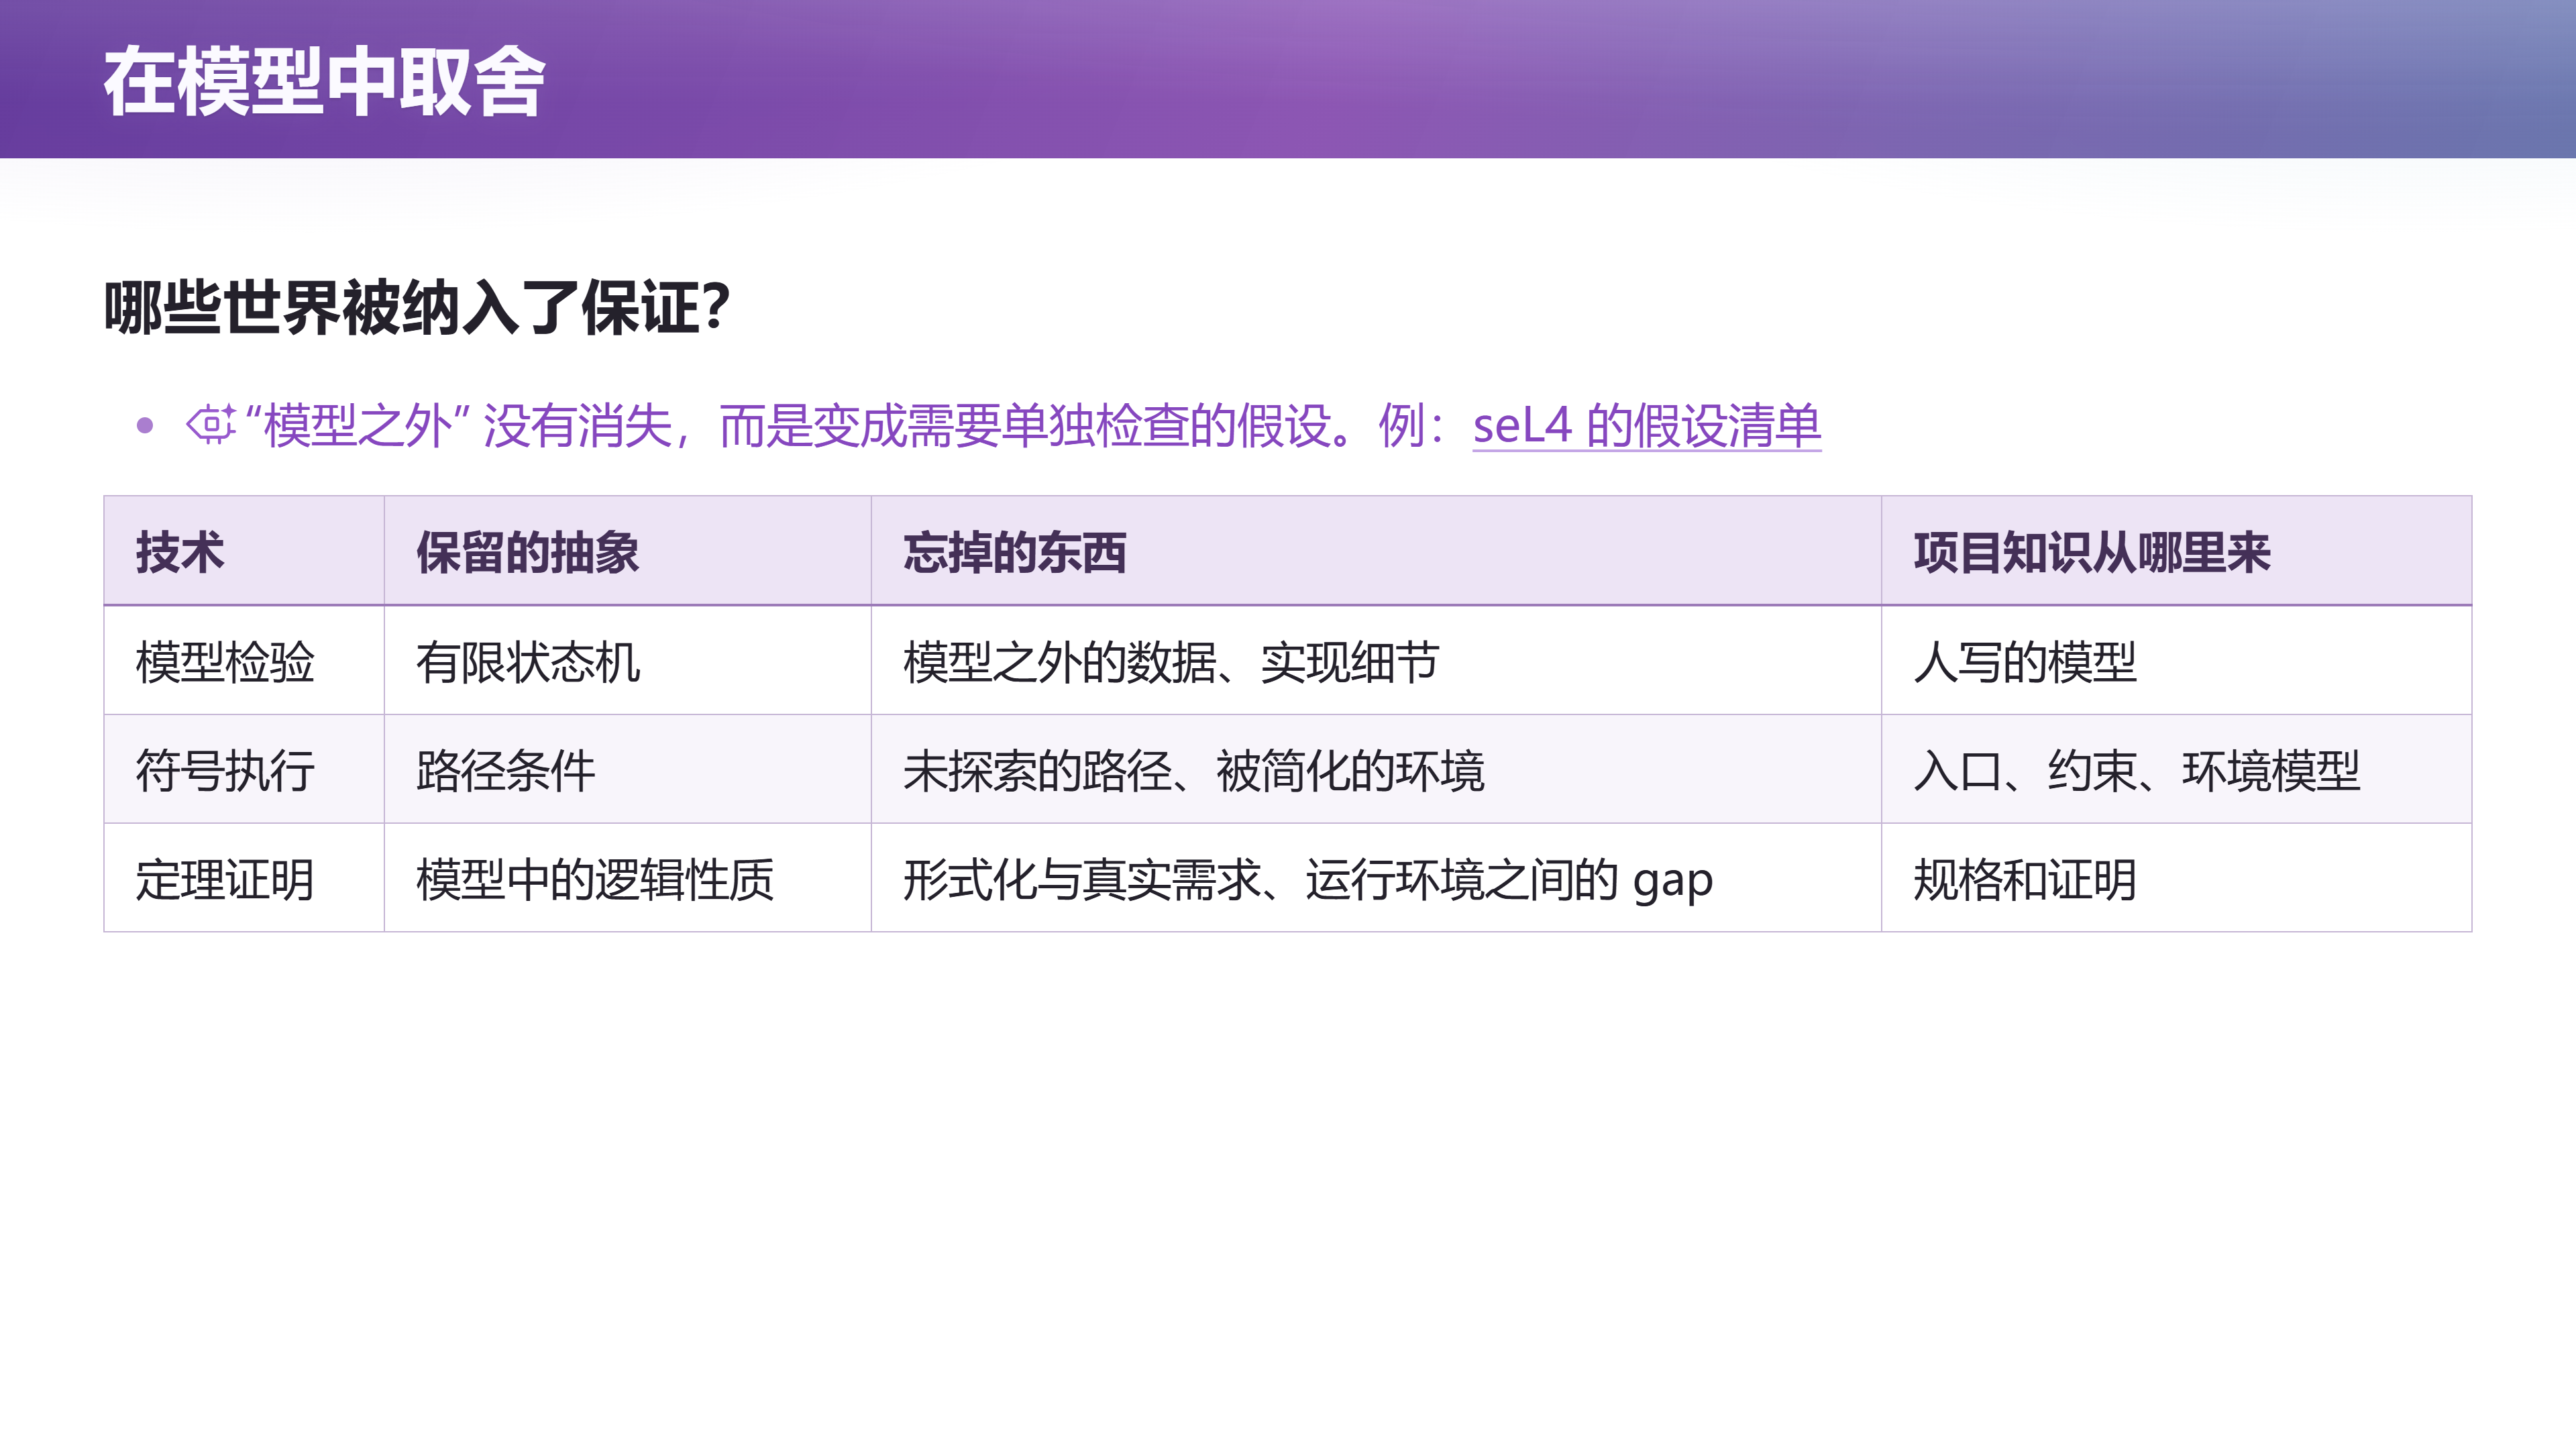 在模型中取舍
哪些世界被纳入了保证？
“模型之外” 没有消失，而是变成需要单独检查的假设。例：seL4 的假设清单
技术 保留的抽象 忘掉的东西 项目知识从哪里来
模型检验 有限状态机 模型之外的数据、实现细节 人写的模型
符号执行 路径条件 未探索的路径、被简化的环境 入口、约束、环境模型
定理证明 模型中的逻辑性质 形式化与真实需求、运行环境之间的 gap 规格和证明